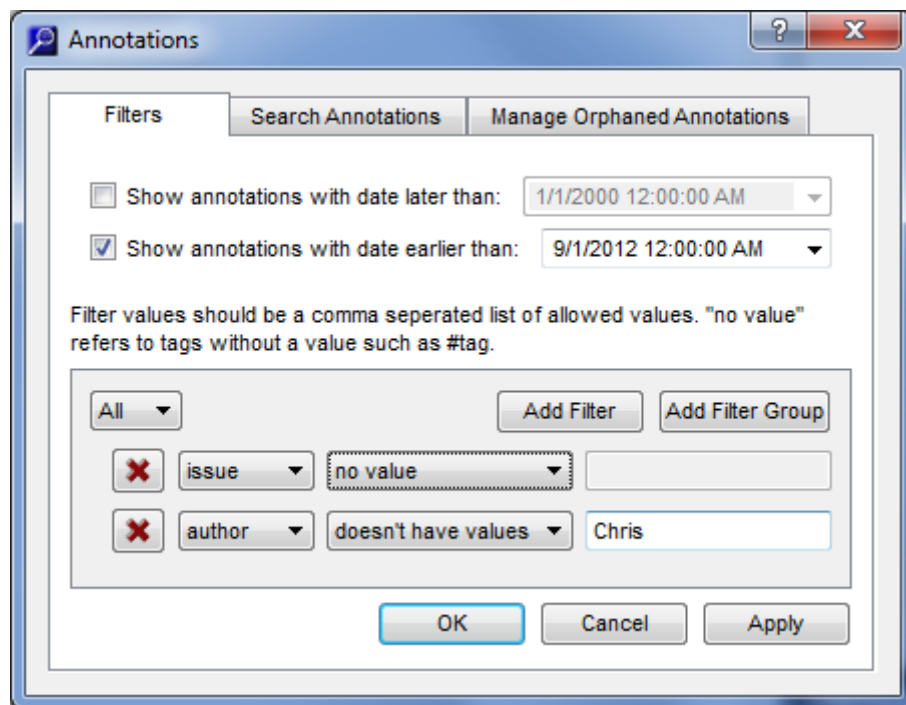 Annotations
?
Filters Search Annotations Manage Orphaned Annotations
Show annotations with date later than: 1/1/2000 12:00:00 AM
Show annotations with date earlier than: 9/1/2012 12:00:00 AM
Filter values should be a comma seperated list of allowed values. "no value"
refers to tags without a value such as #tag.
All Add Filter Add Filter Group
issue no value
author doesn't have values Chris
OK Cancel Apply